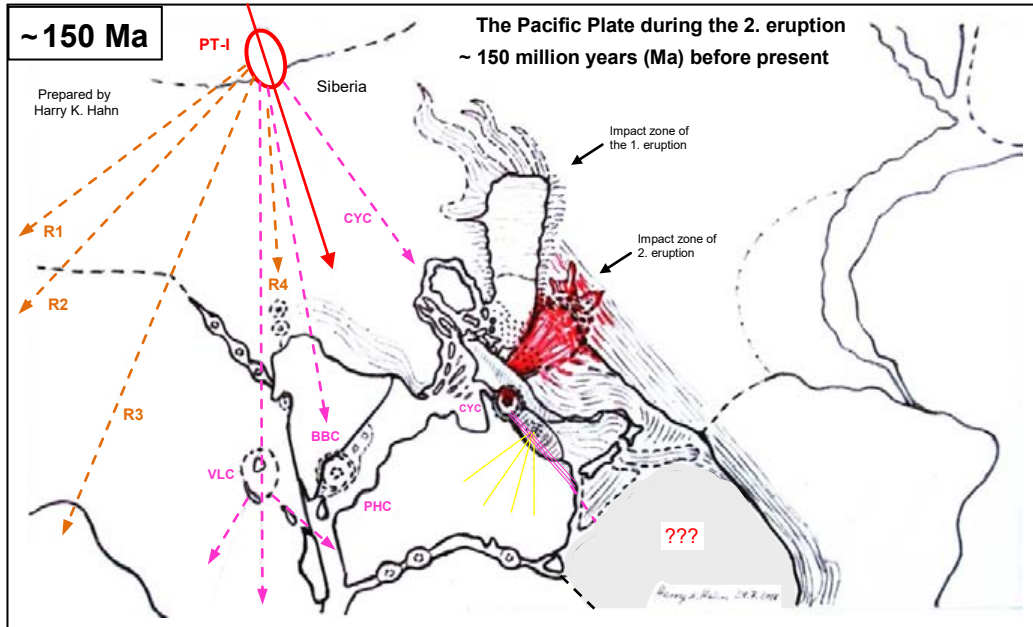 ~ 150 Ma
The Pacific Plate during the 2. eruption
~ 150 million years (Ma) before present
PT-I
Siberia
Prepared by
Harry K. Hahn
Impact zone of
the 1. eruption
CYC
R1
Impact zone of
2. eruption
R4
R2
R3
CYC
BBC
VLC
PHC
???
Harry K. Hahn